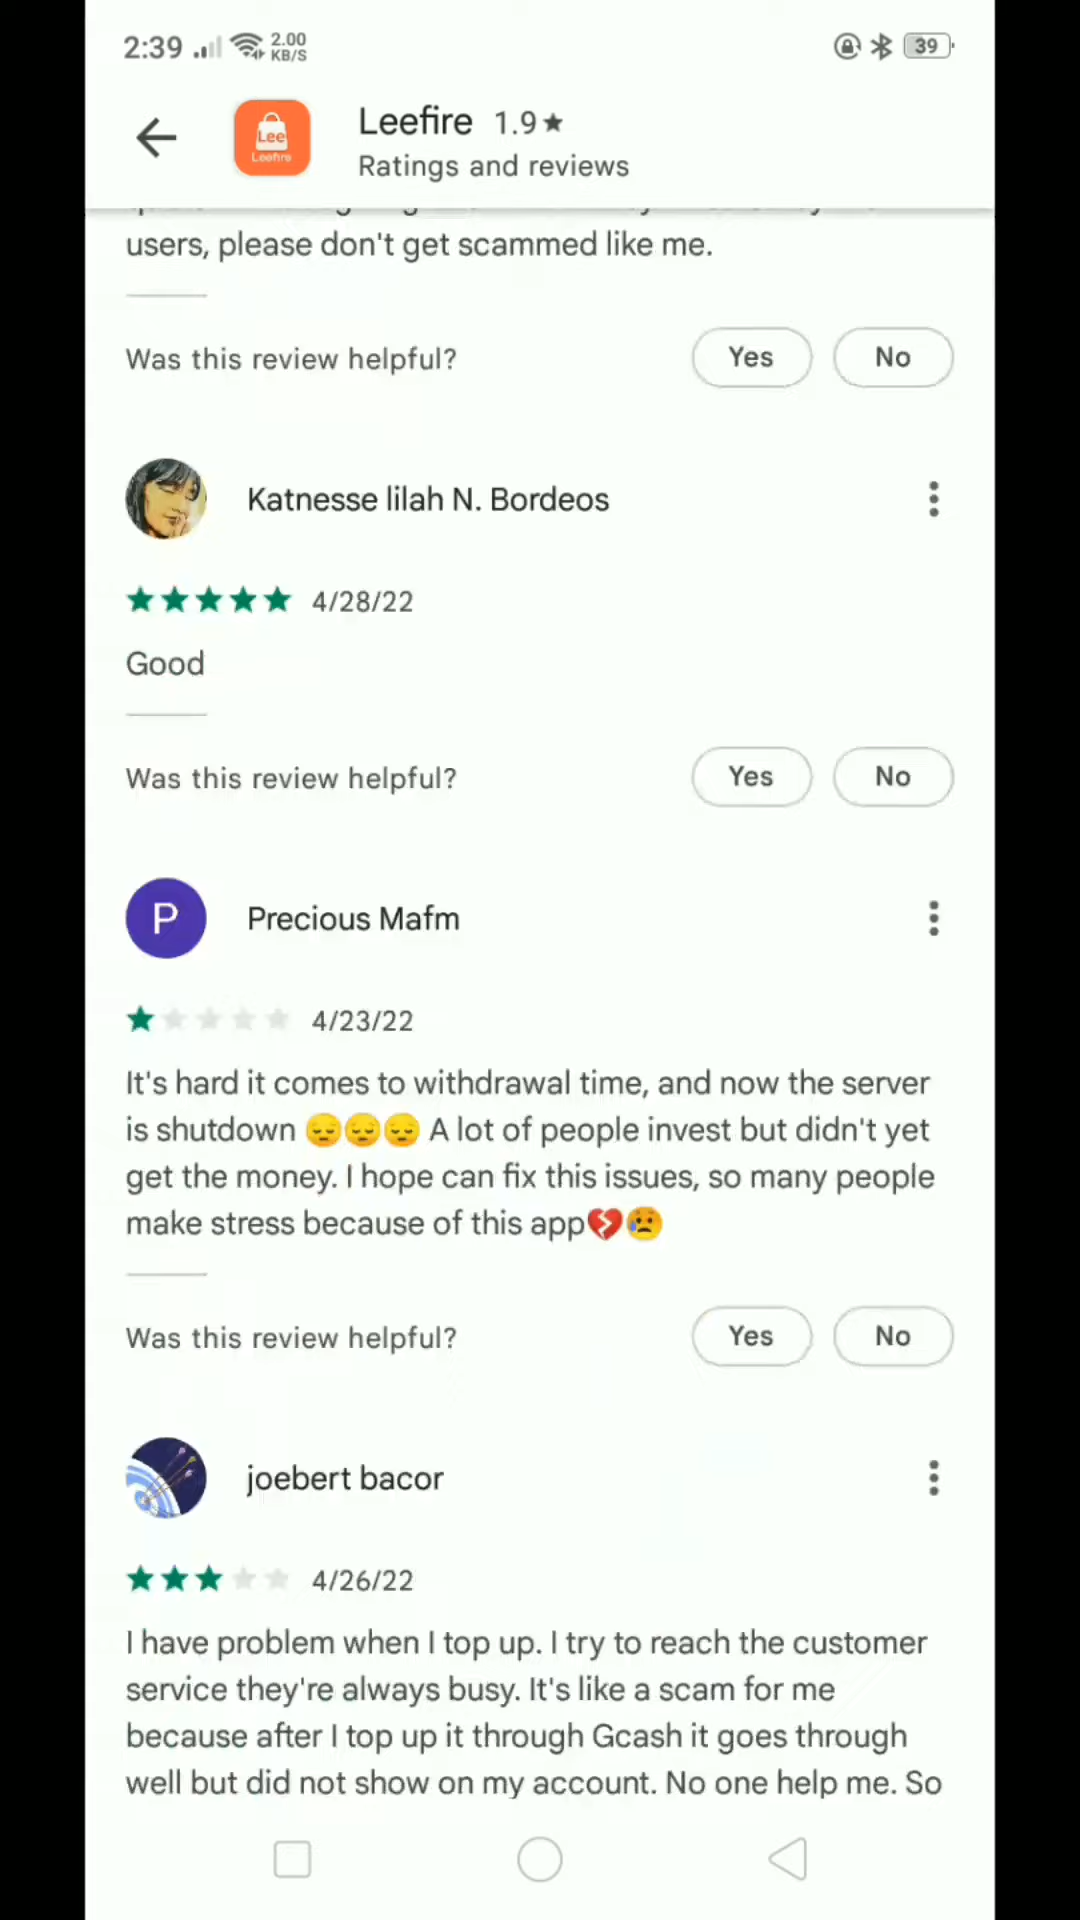 2:39
2.00
KB/S
39
Lee
Leefire
Leefire 1.9★
Ratings and reviews
users, please don't get scammed like me.
Was this review helpful?
Yes
No
Katnesse lilah N. Bordeos
4/28/22
Good
Was this review helpful?
Yes
No
P
Precious Mafm
4/23/22
It's hard it comes to withdrawal time, and now the server
is shutdown 😔😔😔 A lot of people invest but didn't yet
get the money. I hope can fix this issues, so many people
make stress because of this app💔😥
Was this review helpful?
Yes
No
joebert bacor
4/26/22
I have problem when I top up. I try to reach the customer
service they're always busy. It's like a scam for me
because after I top up it through Gcash it goes through
well but did not show on my account. No one help me. So